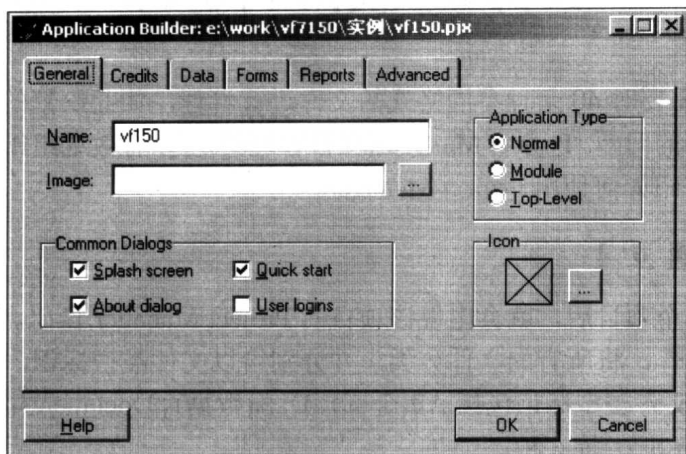 Application Builder: e:\work\vf7150\实例\vf150.pjx
General Credits Data Forms Reports Advanced
Name: vf150
Image: ...
Application Type
Normal
Module
Top-Level
Common Dialogs
Splash screen Quick start
About dialog User logins
Icon
...
Help OK Cancel